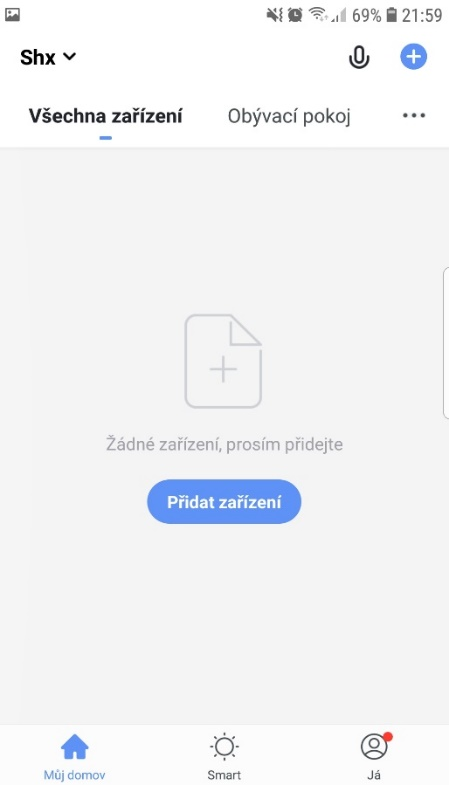 69% 21:59
Shx
Všechna zařízení Obývací pokoj
Žádné zařízení, prosím přidejte
Přidat zařízení
Můj domov Smart Já